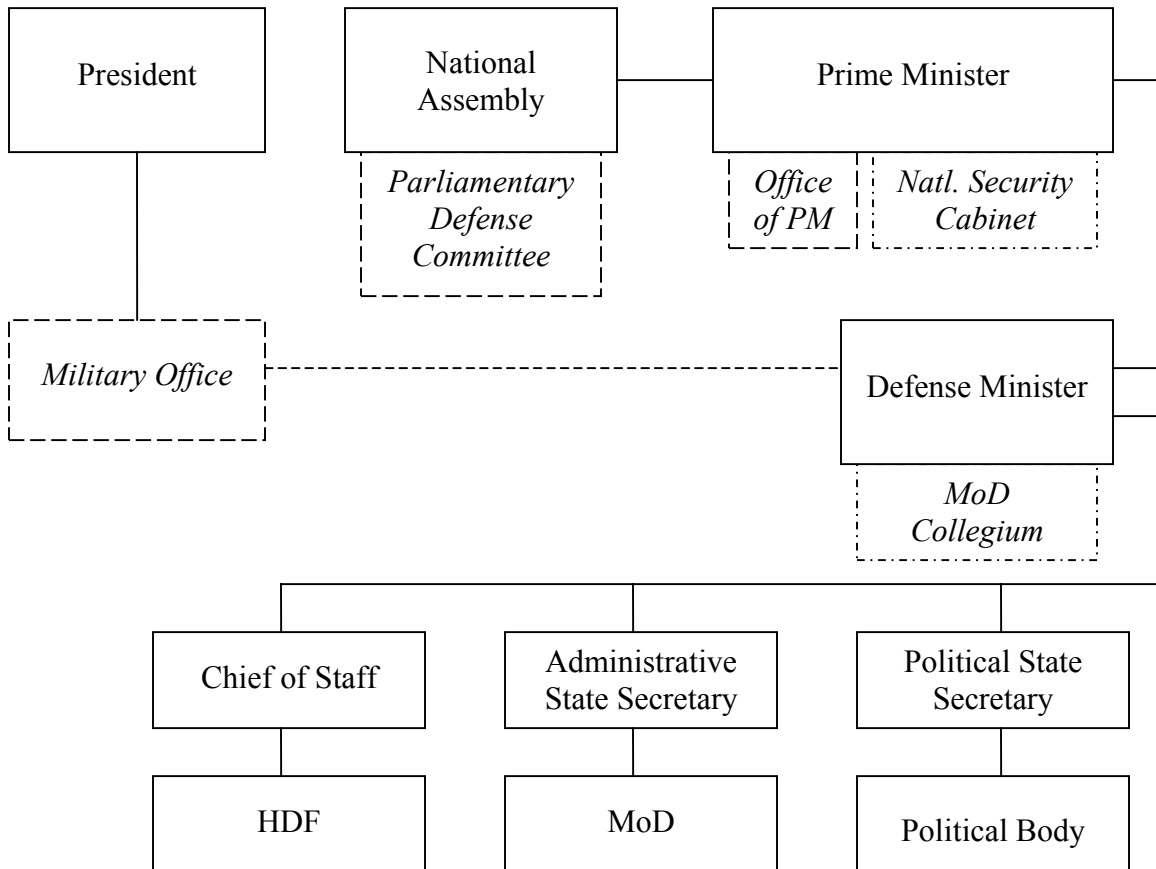 President
National
Assembly
Prime Minister
Parliamentary
Defense
Committee
Office
of PM
Natl. Security
Cabinet
Military Office
Defense Minister
MoD
Collegium
Chief of Staff
Administrative
State Secretary
Political State
Secretary
HDF
MoD
Political Body